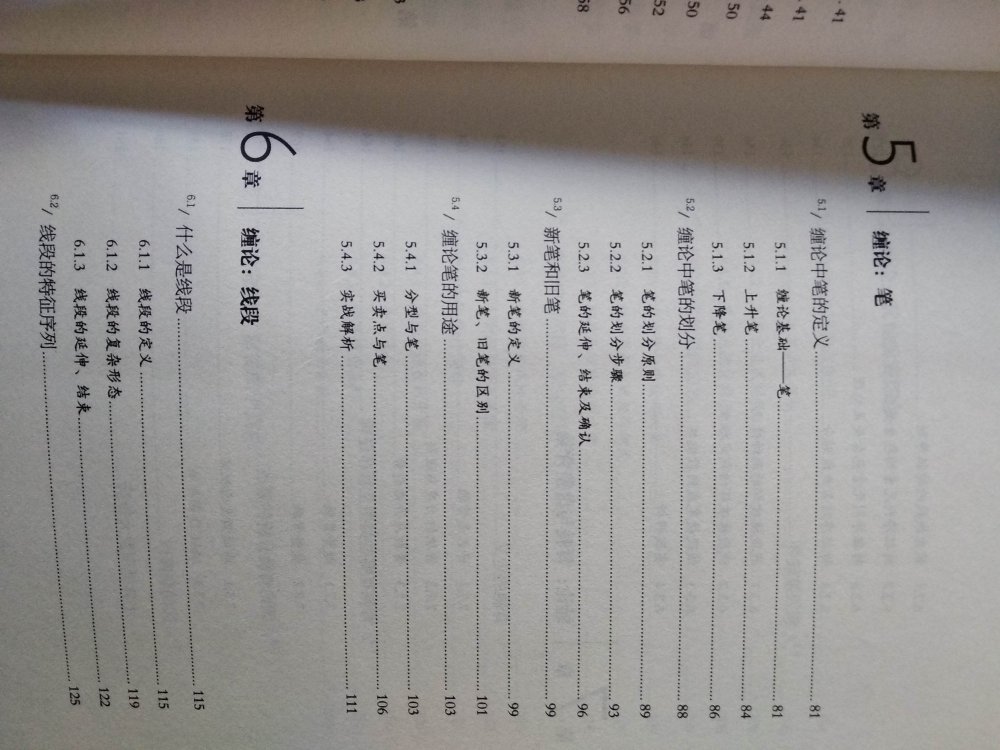 41
41
44
50
50
52
56
58
第5章 缠论：笔
5.1/ 缠论中笔的定义 81
5.1.1 缠论基础——笔 81
5.1.2 上升笔 84
5.1.3 下降笔 86
5.2/ 缠论中笔的划分 88
5.2.1 笔的划分原则 89
5.2.2 笔的划分步骤 93
5.2.3 笔的延伸、结束及确认 96
5.3/ 新笔和旧笔 99
5.3.1 新笔的定义 99
5.3.2 新笔、旧笔的区别 101
5.4/ 缠论笔的用途 103
5.4.1 分型与笔 103
5.4.2 买卖点与笔 106
5.4.3 实战解析 111
第6章 缠论：线段
6.1/ 什么是线段 115
6.1.1 线段的定义 115
6.1.2 线段的复杂形态 119
6.1.3 线段的延伸、结束 122
6.2/ 线段的特征序列 125